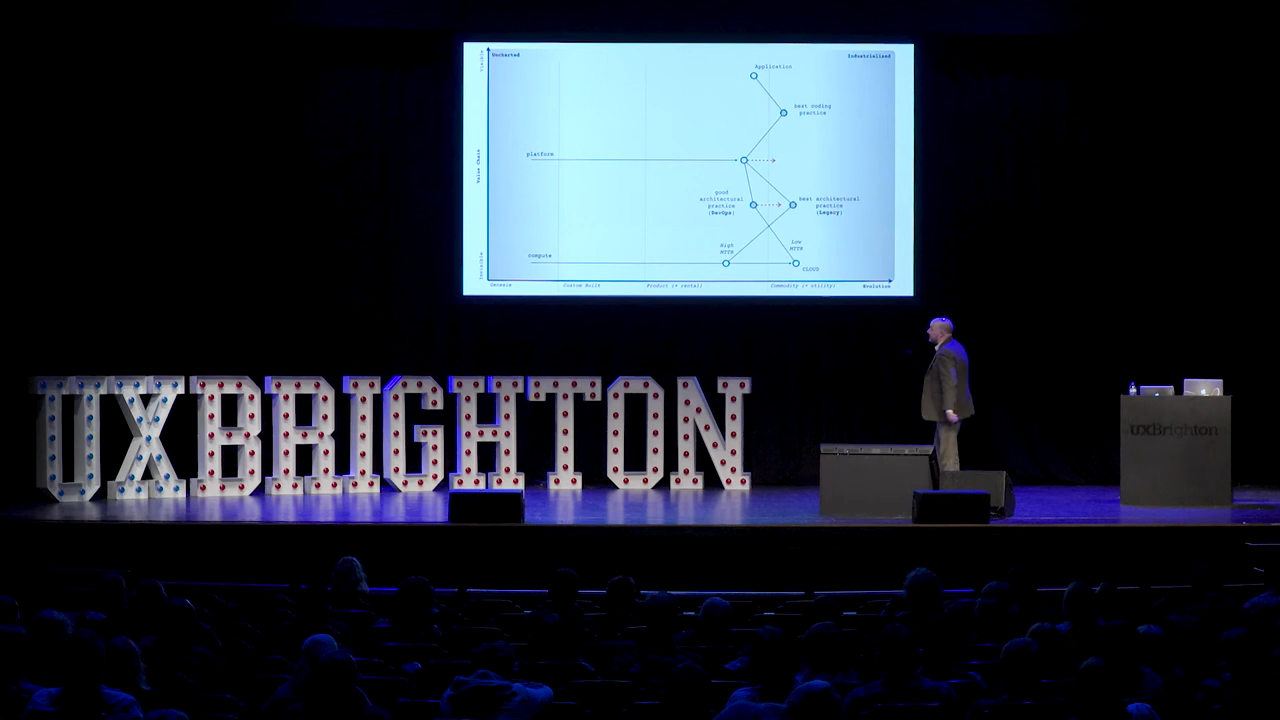 Uncharted
Industrialised
Visible
Application
best coding
practice
platform
Value Chain
good
Architectural
practice
(DevOps)
best architectural
practice
(Legacy)
High
MTTR
Low
MTTR
compute
CLOUD
Invisible
Genesis
Custom Built
Product (+ rental)
Commodity (+ utility)
Evolution
UXBRIGHTON
UXBrighton